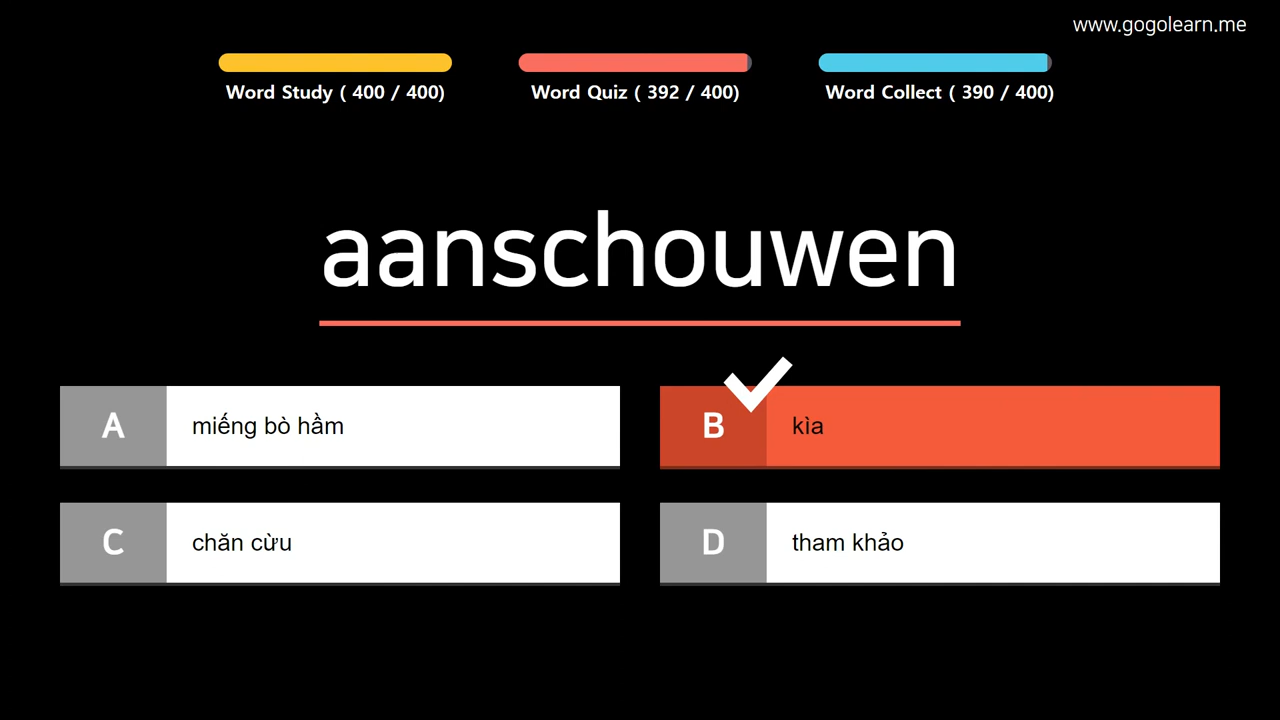 www.gogolearn.me
Word Study ( 400 / 400)
Word Quiz ( 392 / 400)
Word Collect ( 390 / 400)
aanschouwen
A miếng bò hầm
B kìa
C chăn cừu
D tham khảo